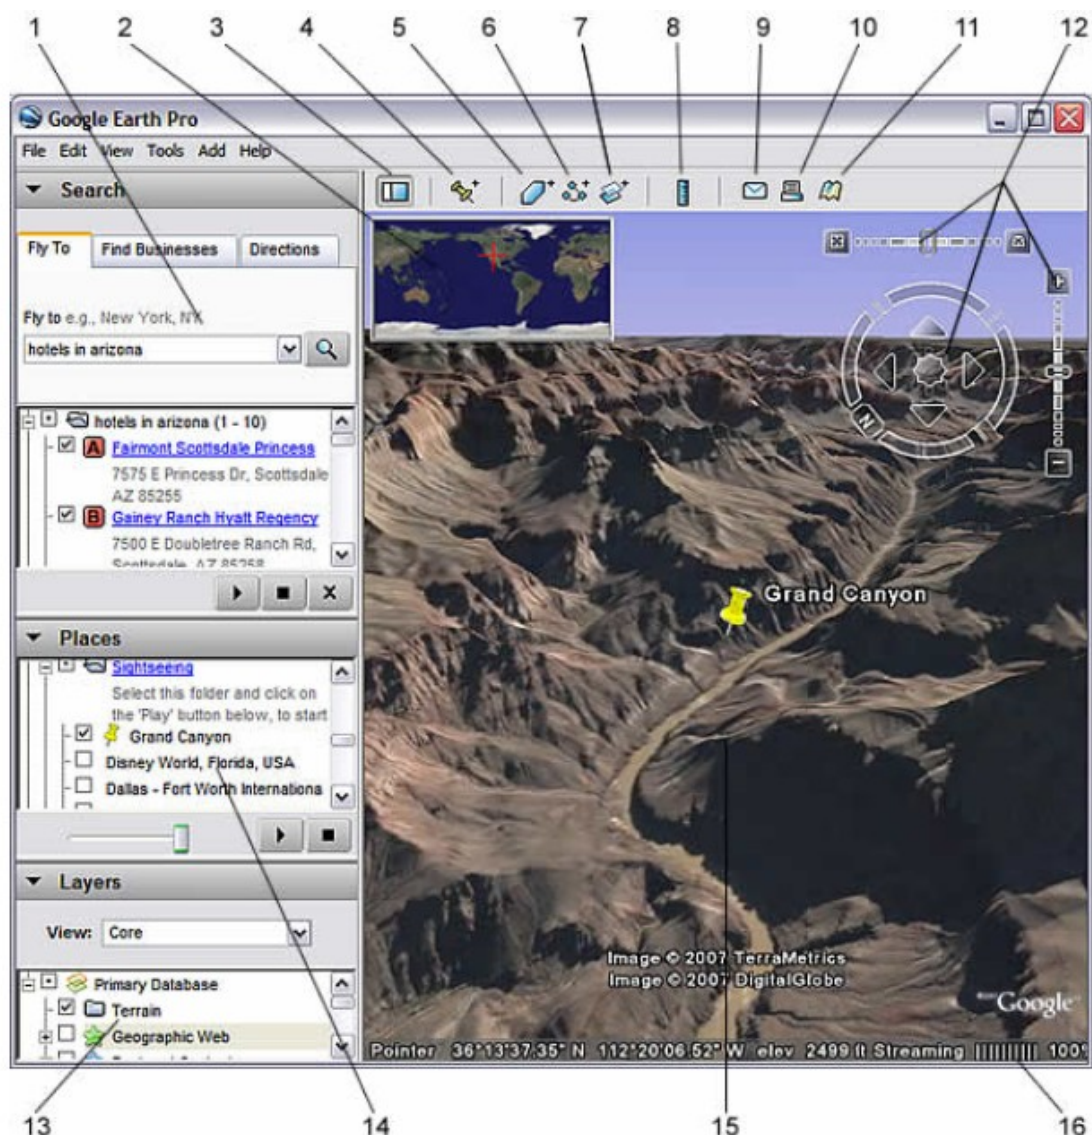 1 2 3 4 5 6 7 8 9 10 11 12
Google Earth Pro
File Edit View Tools Add Help
Search
Fly To Find Businesses Directions
Fly to e.g., New York, NY
hotels in arizona
hotels in arizona (1 - 10)
A Fairmont Scottsdale Princess
7575 E Princess Dr, Scottsdale
AZ 85255
B Gainey Ranch Hyatt Regency
7500 E Doubletree Ranch Rd,
Scottsdale, AZ 85258
Places
Sightseeing
Select this folder and click on
the 'Play' button below, to start
Grand Canyon
Disney World, Florida, USA
Dallas - Fort Worth Internationa
Layers
View: Core
Primary Database
Terrain
Geographic Web
N
Grand Canyon
Image © 2007 TerraMetrics
Image © 2007 DigitalGlobe
Google
Pointer 36°13'37.35" N 112°20'06.52" W elev 2499 ft Streaming |||||||||| 100%
13 14 15 16